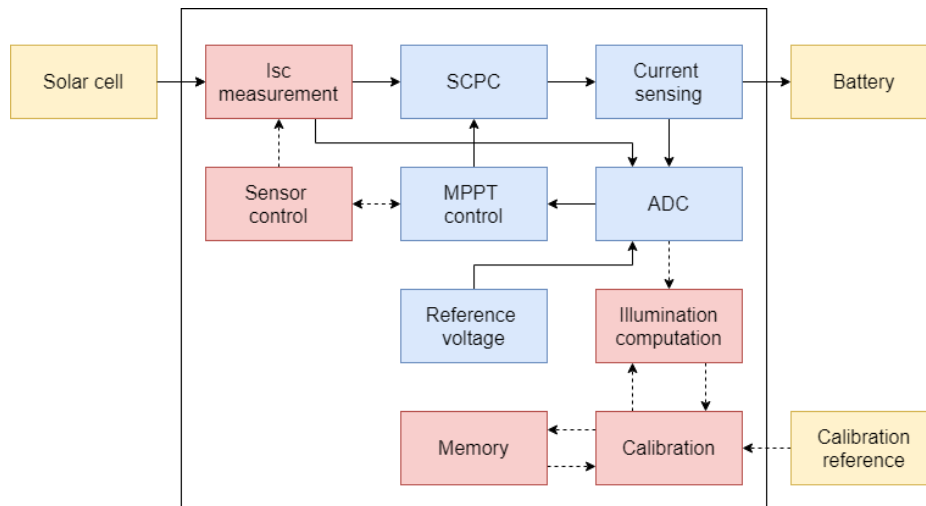 Solar cell
Isc
measurement
SCPC
Current
sensing
Battery
Sensor
control
MPPT
control
ADC
Reference
voltage
Illumination
computation
Memory
Calibration
Calibration
reference